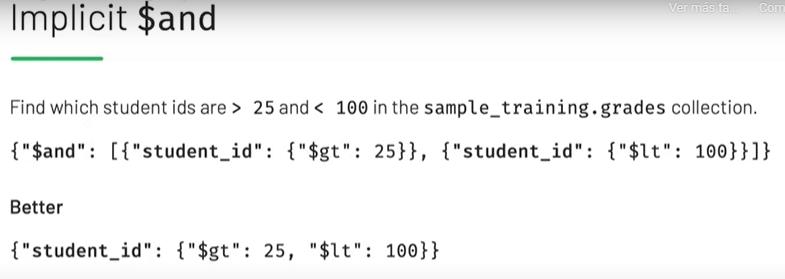 Implicit $and
Ver más ta...
Com
Find which student ids are > 25 and < 100 in the sample_training.grades collection.
{"$and": [{"student_id": {"$gt": 25}}, {"student_id": {"$lt": 100}}]}
Better
{"student_id": {"$gt": 25, "$lt": 100}}